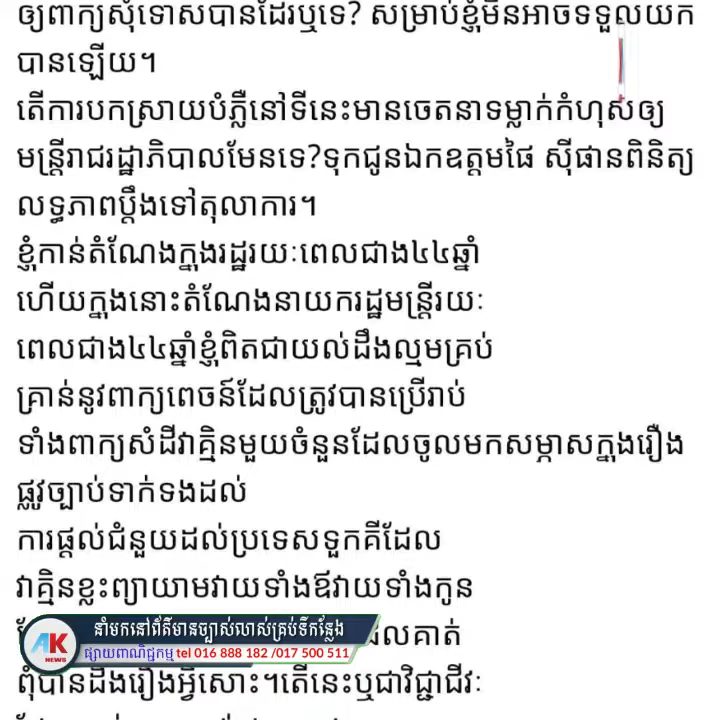 ឲ្យពាក្យសុំទោសបានដែរឬទេ? សម្រាប់ខ្ញុំមិនអាចទទួលយក
បានឡើយ។
តើការបកស្រាយបំភ្លឺនៅទីនេះមានចេតនាទម្លាក់កំហុសឲ្យ
មន្ត្រីរាជរដ្ឋាភិបាលមែនទេ?ទុកជូនឯកឧត្តមផៃ ស៊ីផានពិនិត្យ
លទ្ធភាពប្តឹងទៅតុលាការ។
ខ្ញុំកាន់តំណែងក្នុងរដ្ឋរយៈពេលជាង៤៤ឆ្នាំ
ហើយក្នុងនោះតំណែងនាយករដ្ឋមន្ត្រីរយៈ
ពេលជាង៤៤ឆ្នាំខ្ញុំពិតជាយល់ដឹងល្មមគ្រប់
គ្រាន់នូវពាក្យពេចន៍ដែលត្រូវបានប្រើរាប់
ទាំងពាក្យសំដីវាគ្មិនមួយចំនួនដែលចូលមកសម្ភាសក្នុងរឿង
ផ្លូវច្បាប់ទាក់ទងដល់
ការផ្តល់ជំនួយដល់ប្រទេសទួកគីដែល
វាគ្មិនខ្លះព្យាយាមវាយទាំងឪវាយទាំងកូន
ដែលគាត់
AK NEWS
នាំមកនៅព័ត៌មានច្បាស់លាស់គ្រប់ទីកន្លែង
ផ្សាយពាណិជ្ជកម្ម tel 016 888 182 /017 500 511
ពុំបានដឹងរឿងអ្វីសោះ។តើនេះឬជាវិជ្ជាជីវៈ